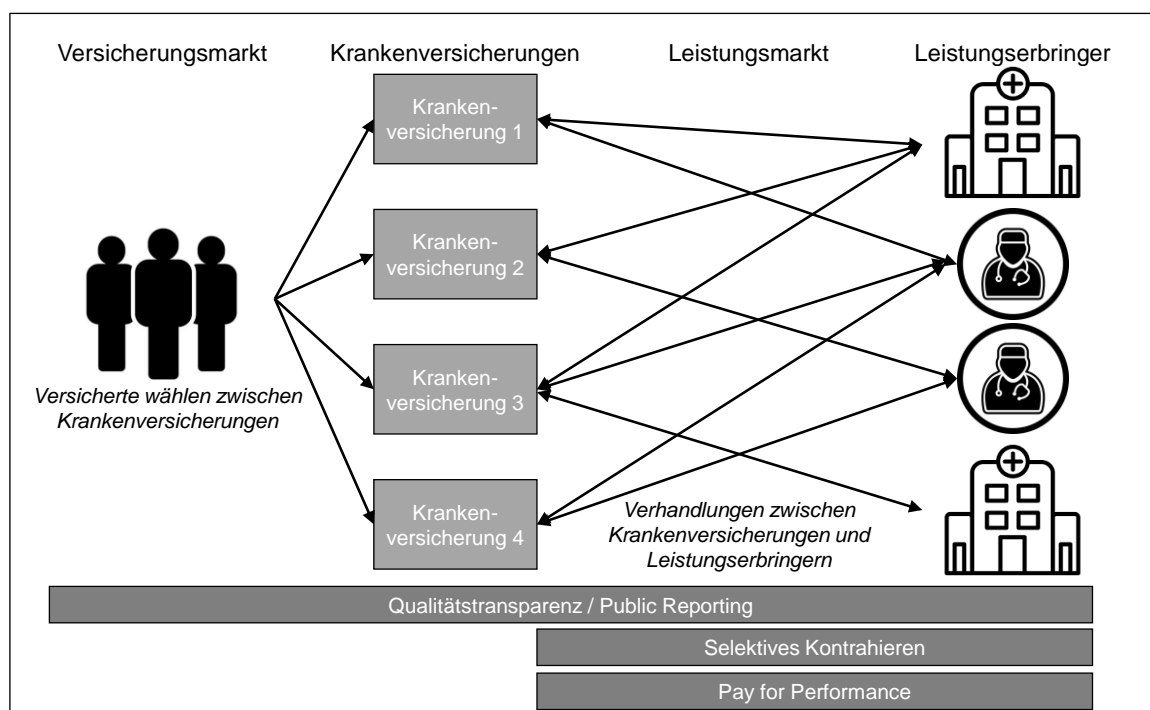 Versicherungsmarkt
Krankenversicherungen
Leistungsmarkt
Leistungserbringer
Kranken-
versicherung 1
Kranken-
versicherung 2
Kranken-
versicherung 3
Kranken-
versicherung 4
Versicherte wählen zwischen
Krankenversicherungen
Verhandlungen zwischen
Krankenversicherungen und
Leistungserbringern
Qualitätstransparenz / Public Reporting
Selektives Kontrahieren
Pay for Performance